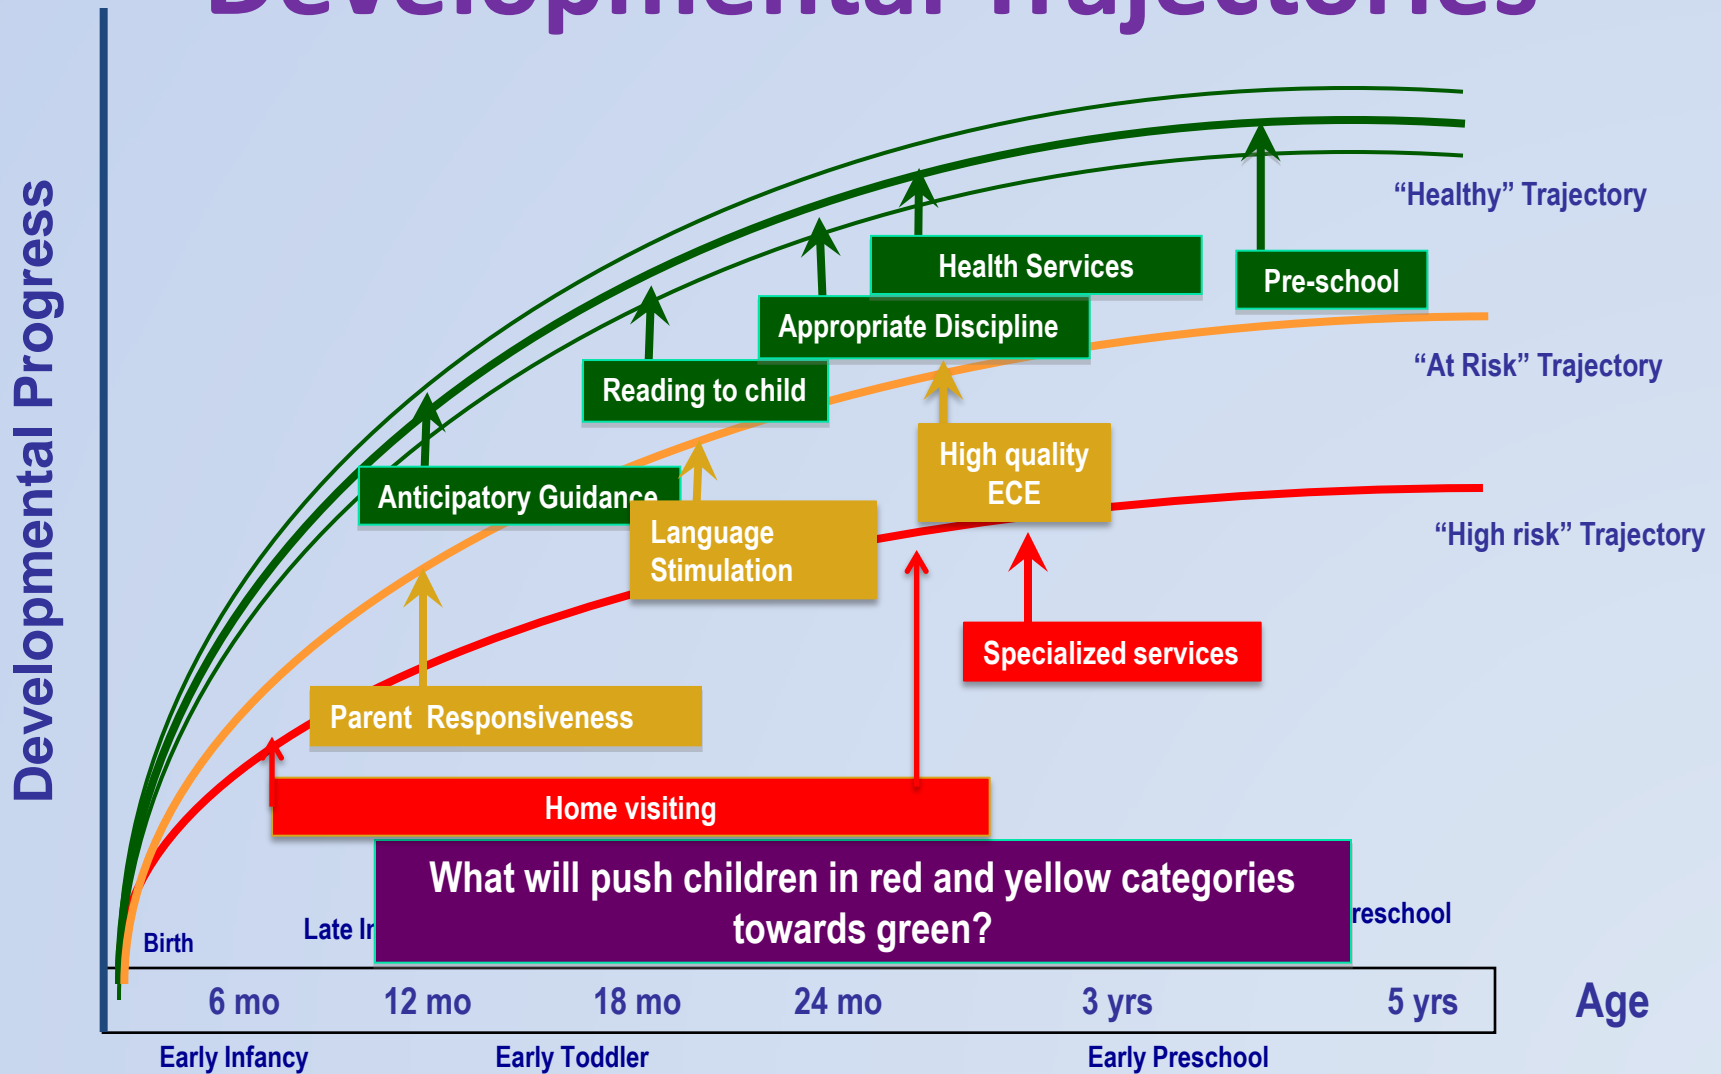 Developmental Trajectories
Developmental Progress
“Healthy” Trajectory
Health Services
Pre-school
Appropriate Discipline
“At Risk” Trajectory
Reading to child
High quality
ECE
Anticipatory Guidance
Language
Stimulation
“High risk” Trajectory
Specialized services
Parent Responsiveness
Home visiting
What will push children in red and yellow categories
towards green?
Birth
Late
reschool
6 mo
12 mo
18 mo
24 mo
3 yrs
5 yrs
Age
Early Infancy
Early Toddler
Early Preschool